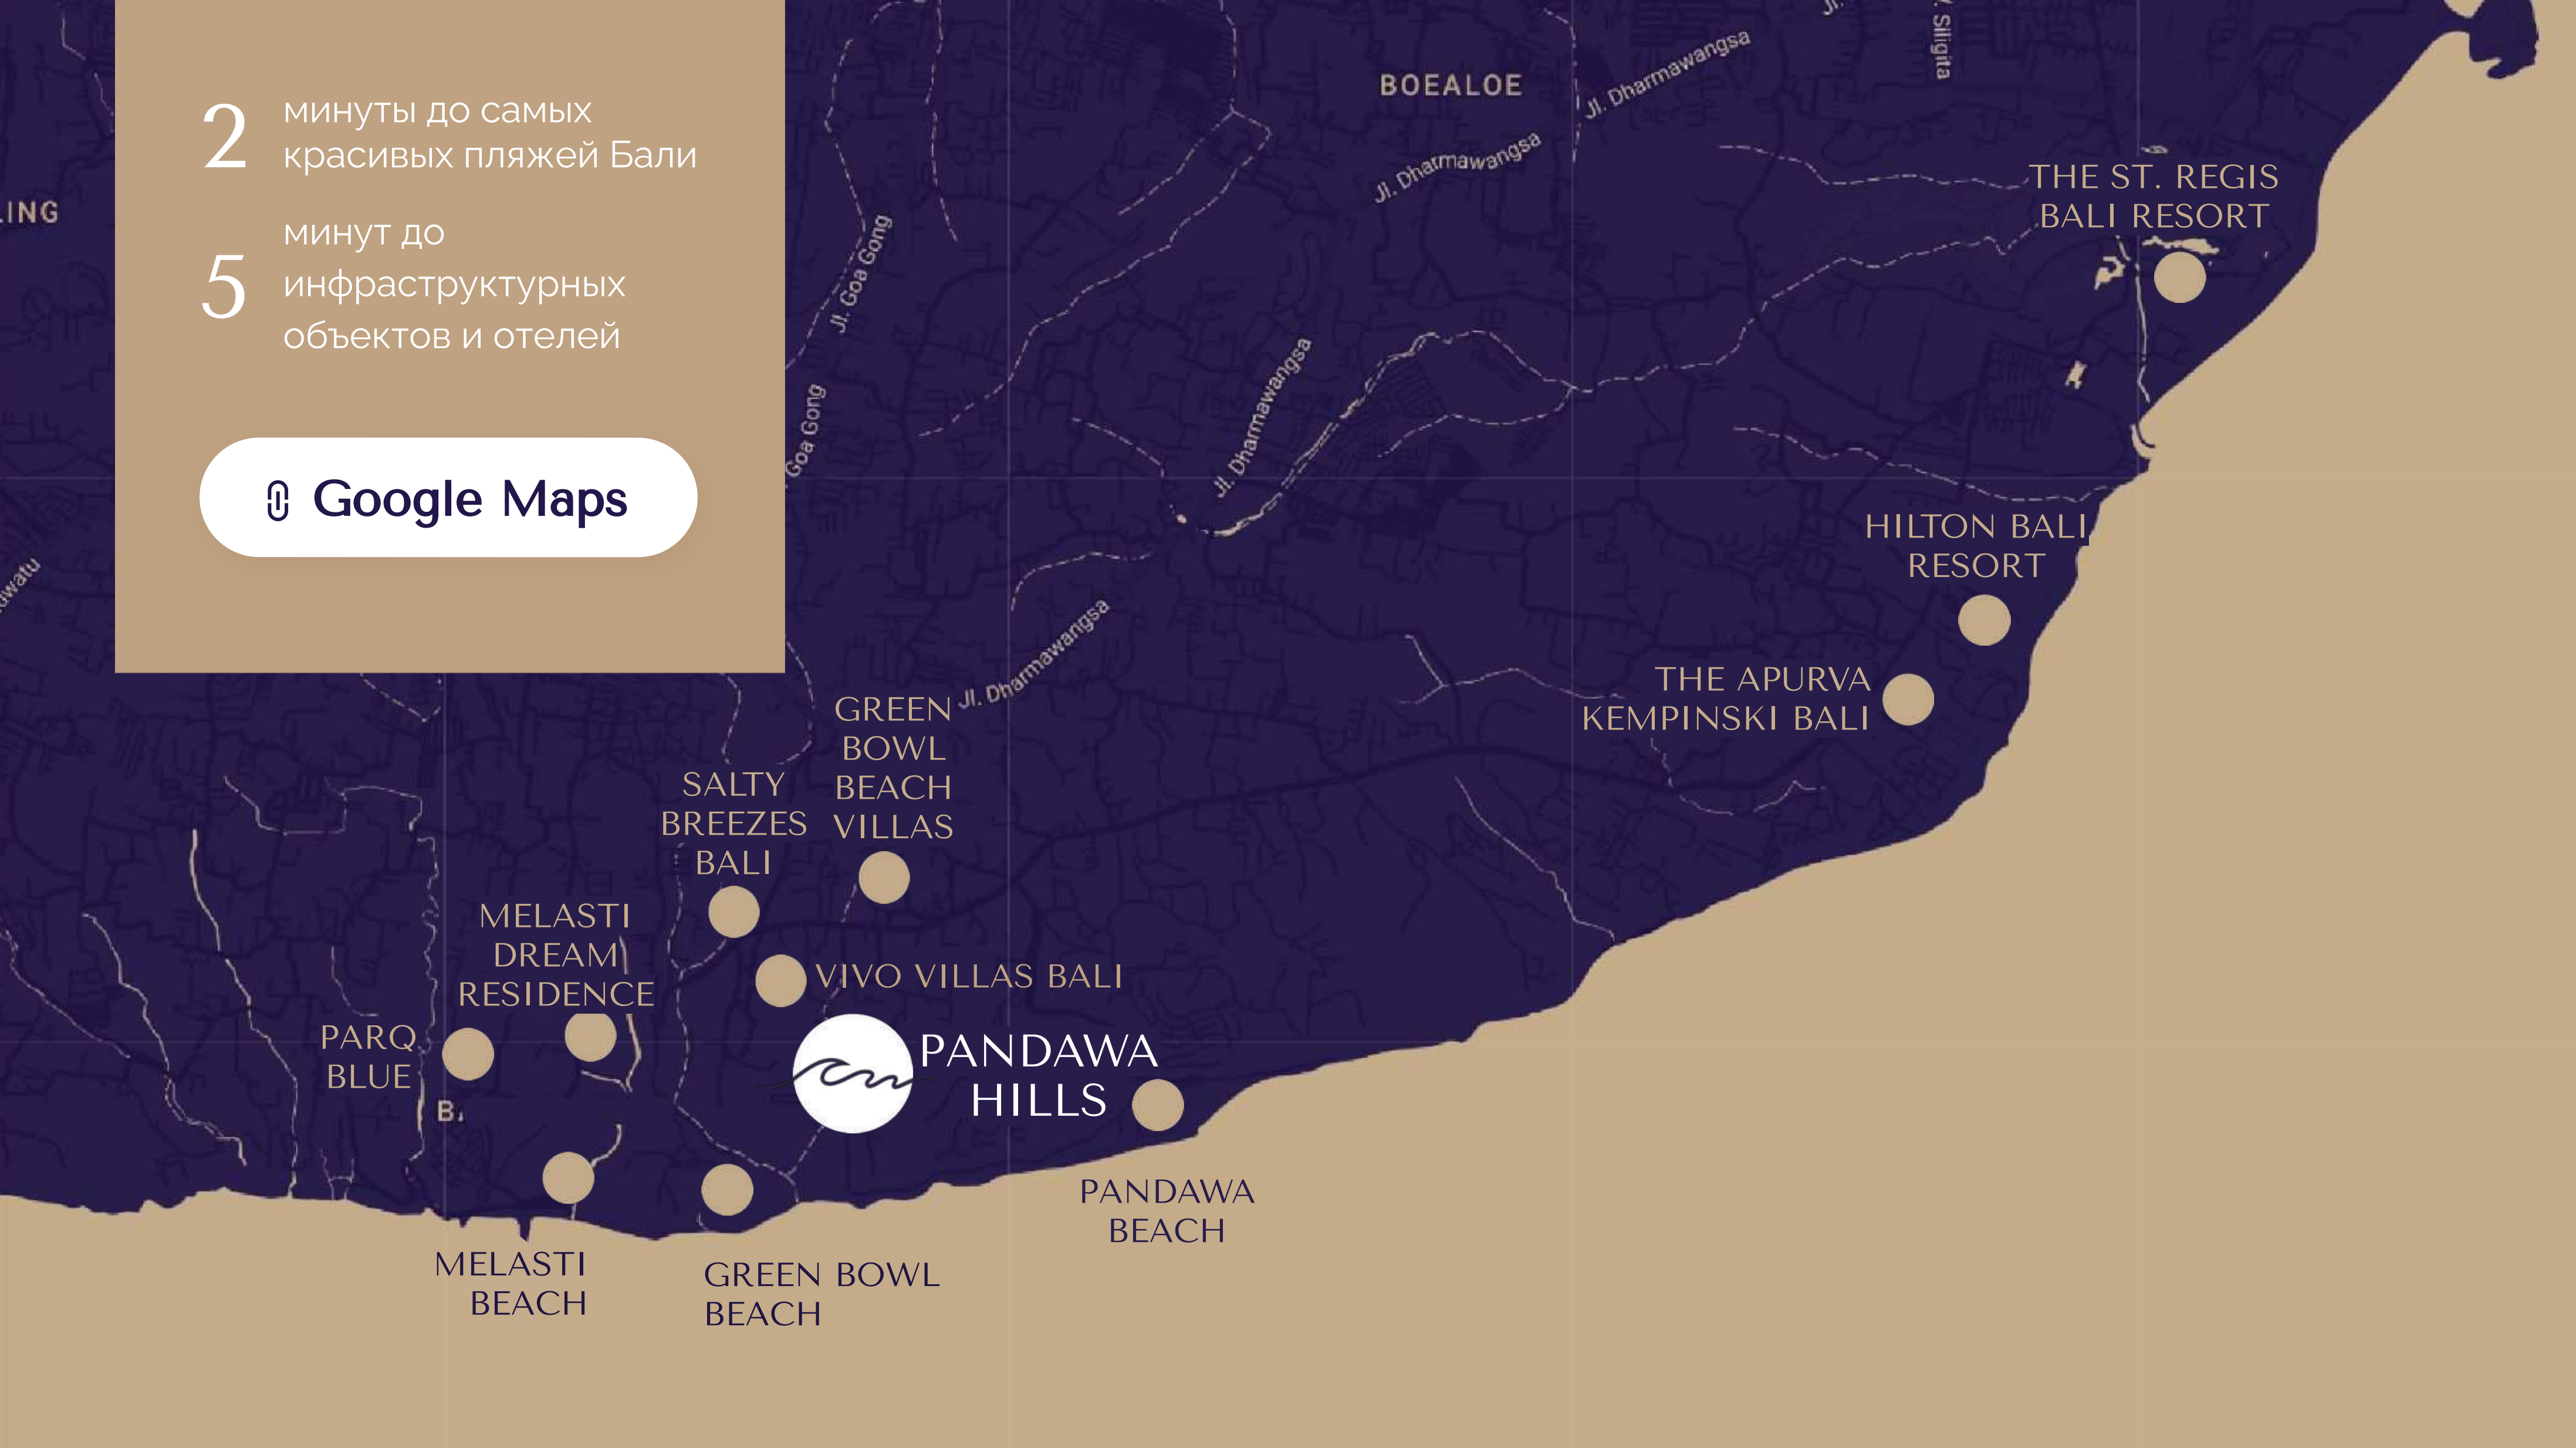 2
минуты до самых
красивых пляжей Бали
5
минут до
инфраструктурных
объектов и отелей
Google Maps
BOEALOE
Jl. Dharmawangsa
Jl. Dharmawangsa
Siligita
Jl. Goa Gong
Goa Gong
Jl. Dharmawangsa
Jl. Dharmawangsa
THE ST. REGIS
BALI RESORT
HILTON BALI
RESORT
THE APURVA
KEMPINSKI BALI
GREEN
BOWL
BEACH
VILLAS
SALTY
BREEZES
BALI
MELASTI
DREAM
RESIDENCE
VIVO VILLAS BALI
PARQ
BLUE
PANDAWA
HILLS
PANDAWA
BEACH
MELASTI
BEACH
GREEN BOWL
BEACH